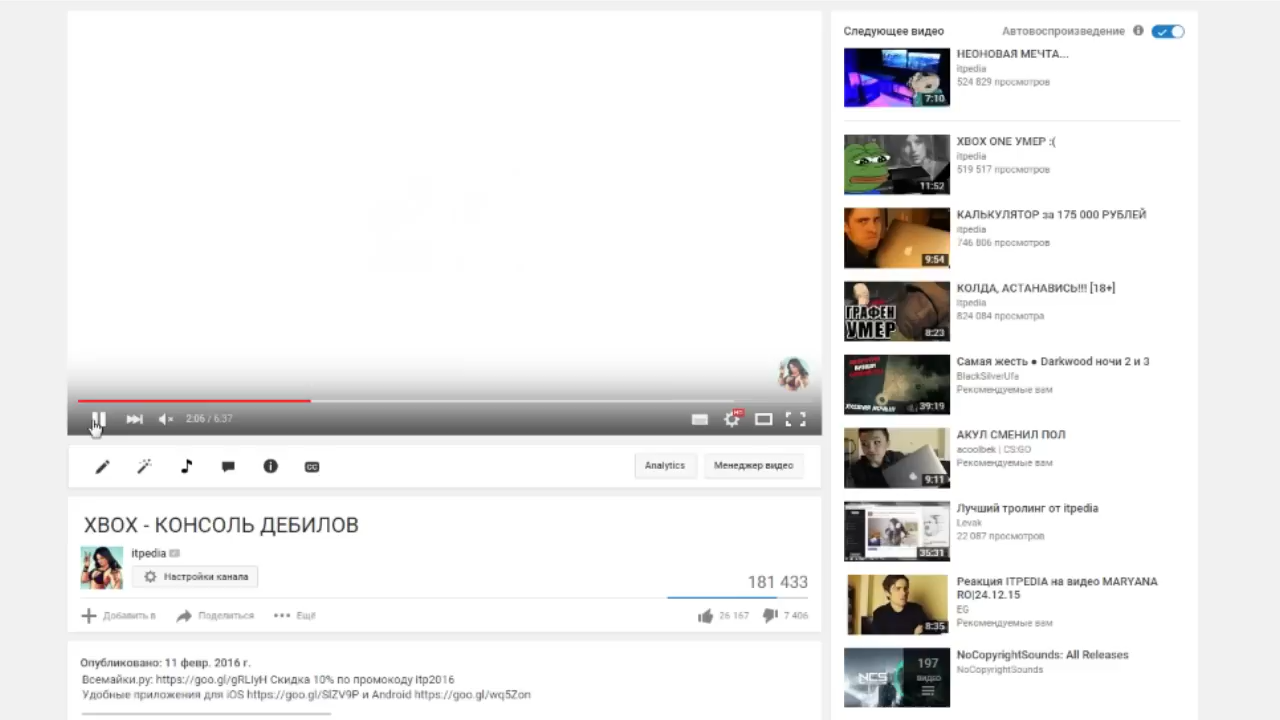 2:06 / 6:37
HD
Analytics
Менеджер видео
XBOX - КОНСОЛЬ ДЕБИЛОВ
itpedia
Настройки канала
181 433
Добавить в
Поделиться
Ещё
26 167
7 406
Опубликовано: 11 февр. 2016 г.
Всемайки.ру: скидка 10% по промокоду itp2016
Удобные приложения для iOS https://goo.gl/SlZV9P и Android https://goo.gl/wq5Zon
Следующее видео
Автовоспроизведение
НЕОНОВАЯ МЕЧТА...
itpedia
524 829 просмотров
7:10
XBOX ONE УМЕР :(
itpedia
519 517 просмотров
11:52
КАЛЬКУЛЯТОР за 175 000 РУБЛЕЙ
itpedia
746 806 просмотров
9:54
КОЛДА, АСТАНАВИСЬ!!! [18+]
itpedia
824 084 просмотра
ГРАФЕН
УМЕР
8:23
Самая жесть ● Darkwood ночи 2 и 3
BlackSilverUfa
Рекомендуемые вам
39:19
АКУЛ СМЕНИЛ ПОЛ
acoolbek | CS:GO
Рекомендуемые вам
9:11
Лучший тролинг от itpedia
Levak
22 087 просмотров
35:31
Реакция ITPEDIA на видео MARYANA
RO|24.12.15
EG
Рекомендуемые вам
8:35
NoCopyrightSounds: All Releases
NoCopyrightSounds
NCS
197
ВИДЕО